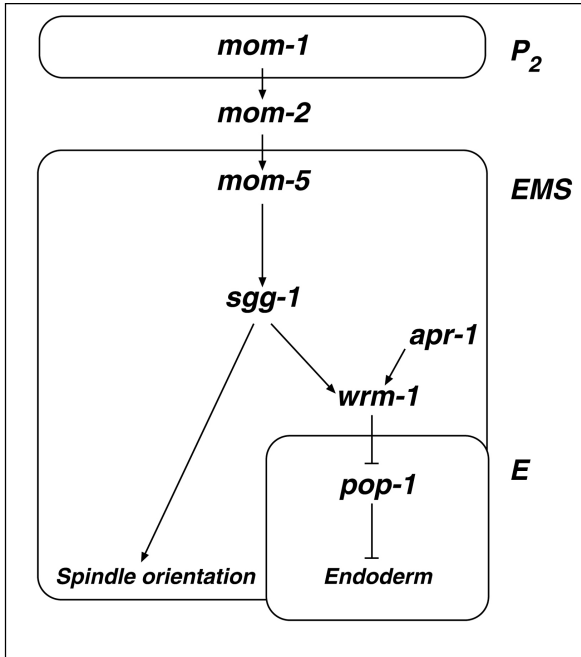 mom-1
P2
mom-2
mom-5
EMS
sgg-1
apr-1
wrm-1
E
pop-1
Spindle orientation
Endoderm